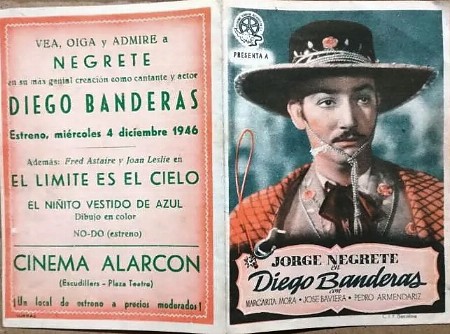 VEA, OIGA y ADMIRE a
NEGRETE
en su más genial creación como cantante y actor
DIEGO BANDERAS
Estreno, miércoles 4 diciembre 1946
Además: Fred Astaire y Joan Leslie en
EL LIMITE ES EL CIELO
EL NIÑITO VESTIDO DE AZUL
Dibujo en color
NO-DO (estreno)
CINEMA ALARCON
(Escudillers - Plaza Teatro)
¡Un local de estreno a precios moderados!
PRESENTA A
JORGE NEGRETE
en
Diego Banderas
con
MARGARITA MORA · JOSE BAVIERA · PEDRO ARMENDARIZ